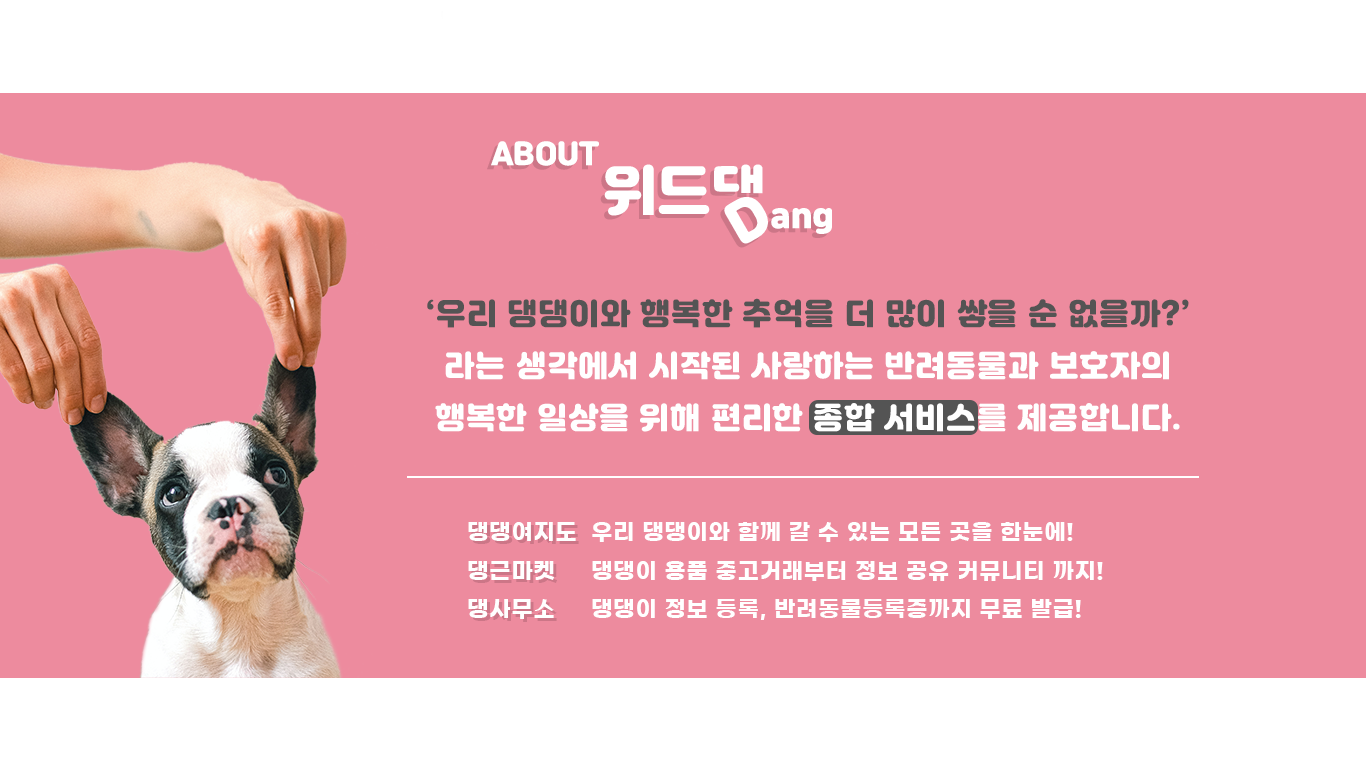 ABOUT
위드댕
Dang
‘우리 댕댕이와 행복한 추억을 더 많이 쌓을 순 없을까?’
라는 생각에서 시작된 사랑하는 반려동물과 보호자의
행복한 일상을 위해 편리한 종합 서비스를 제공합니다.
댕댕여지도 우리 댕댕이와 함께 갈 수 있는 모든 곳을 한눈에!
댕근마켓 댕댕이 용품 중고거래부터 정보 공유 커뮤니티 까지!
댕사무소 댕댕이 정보 등록, 반려동물등록증까지 무료 발급!